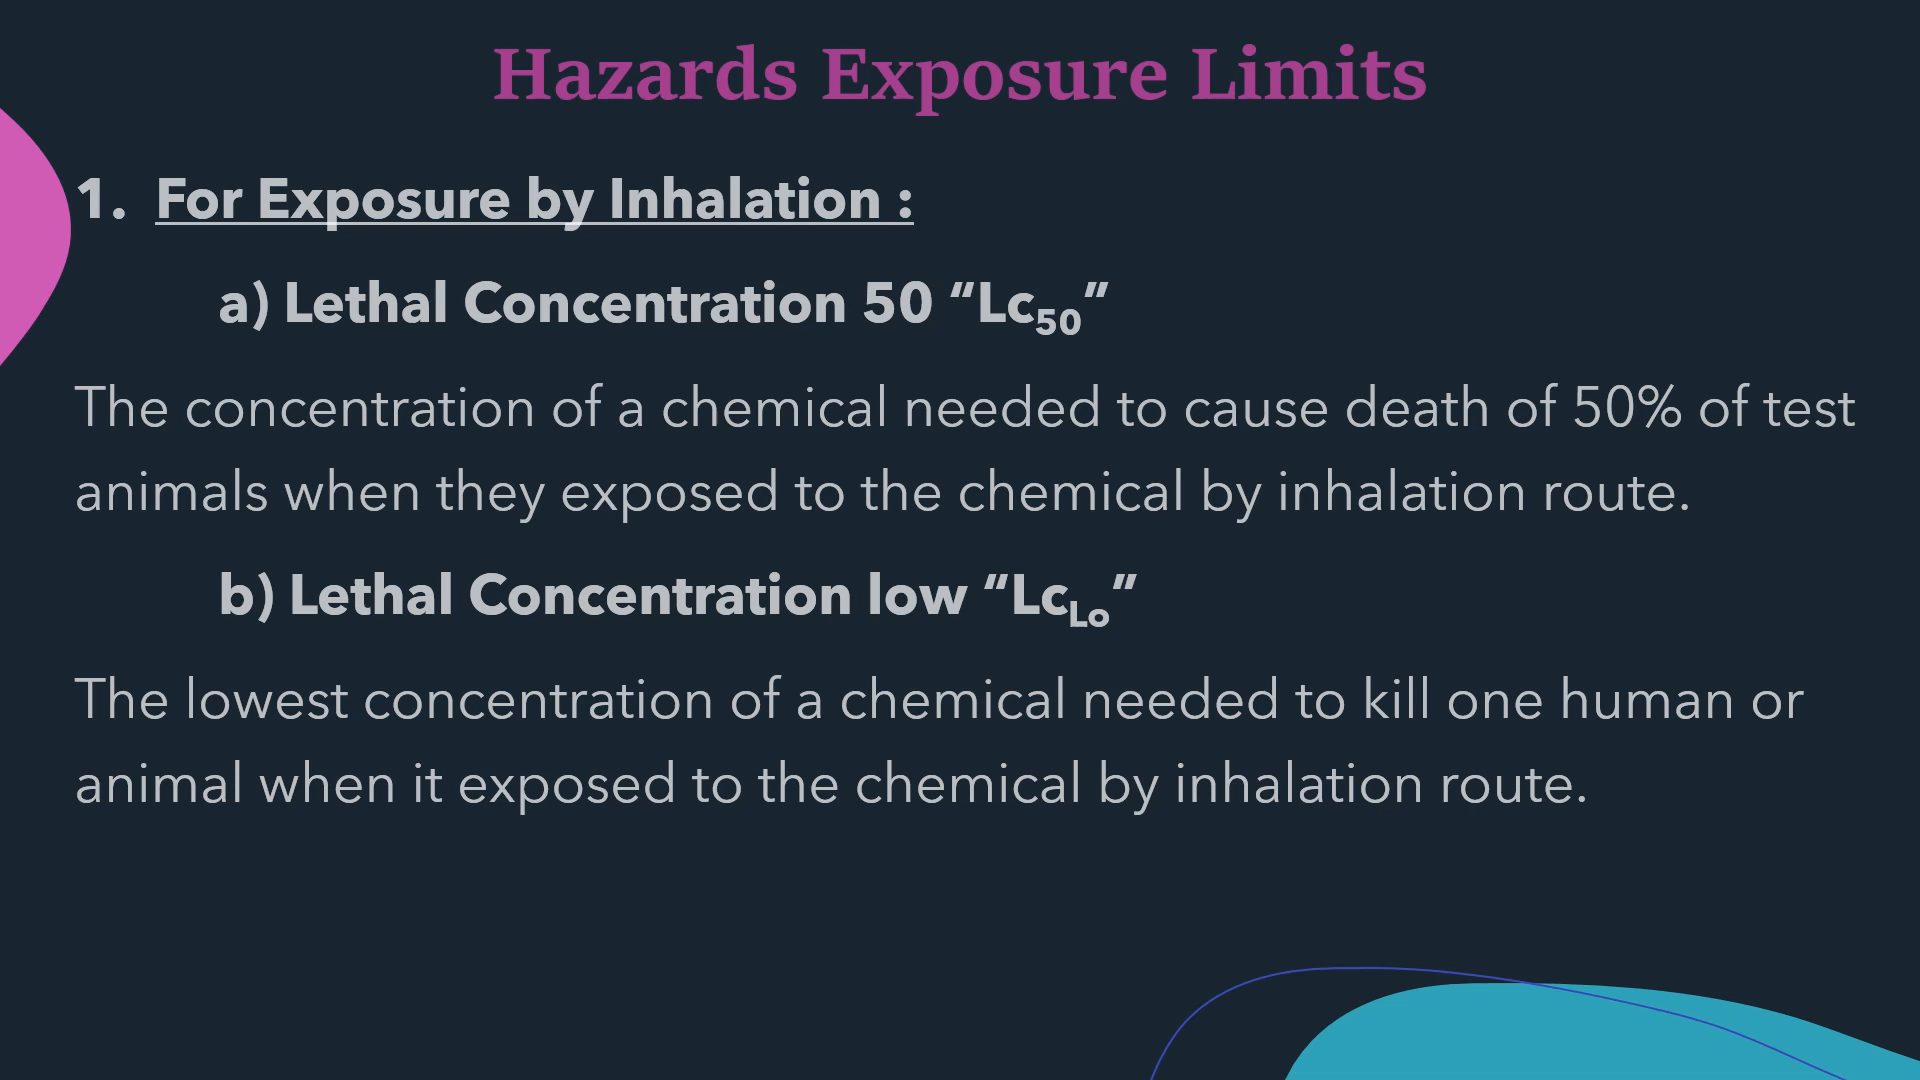 Hazards Exposure Limits
1. For Exposure by Inhalation :
a) Lethal Concentration 50 “Lc50”
The concentration of a chemical needed to cause death of 50% of test
animals when they exposed to the chemical by inhalation route.
b) Lethal Concentration low “LcLo”
The lowest concentration of a chemical needed to kill one human or
animal when it exposed to the chemical by inhalation route.